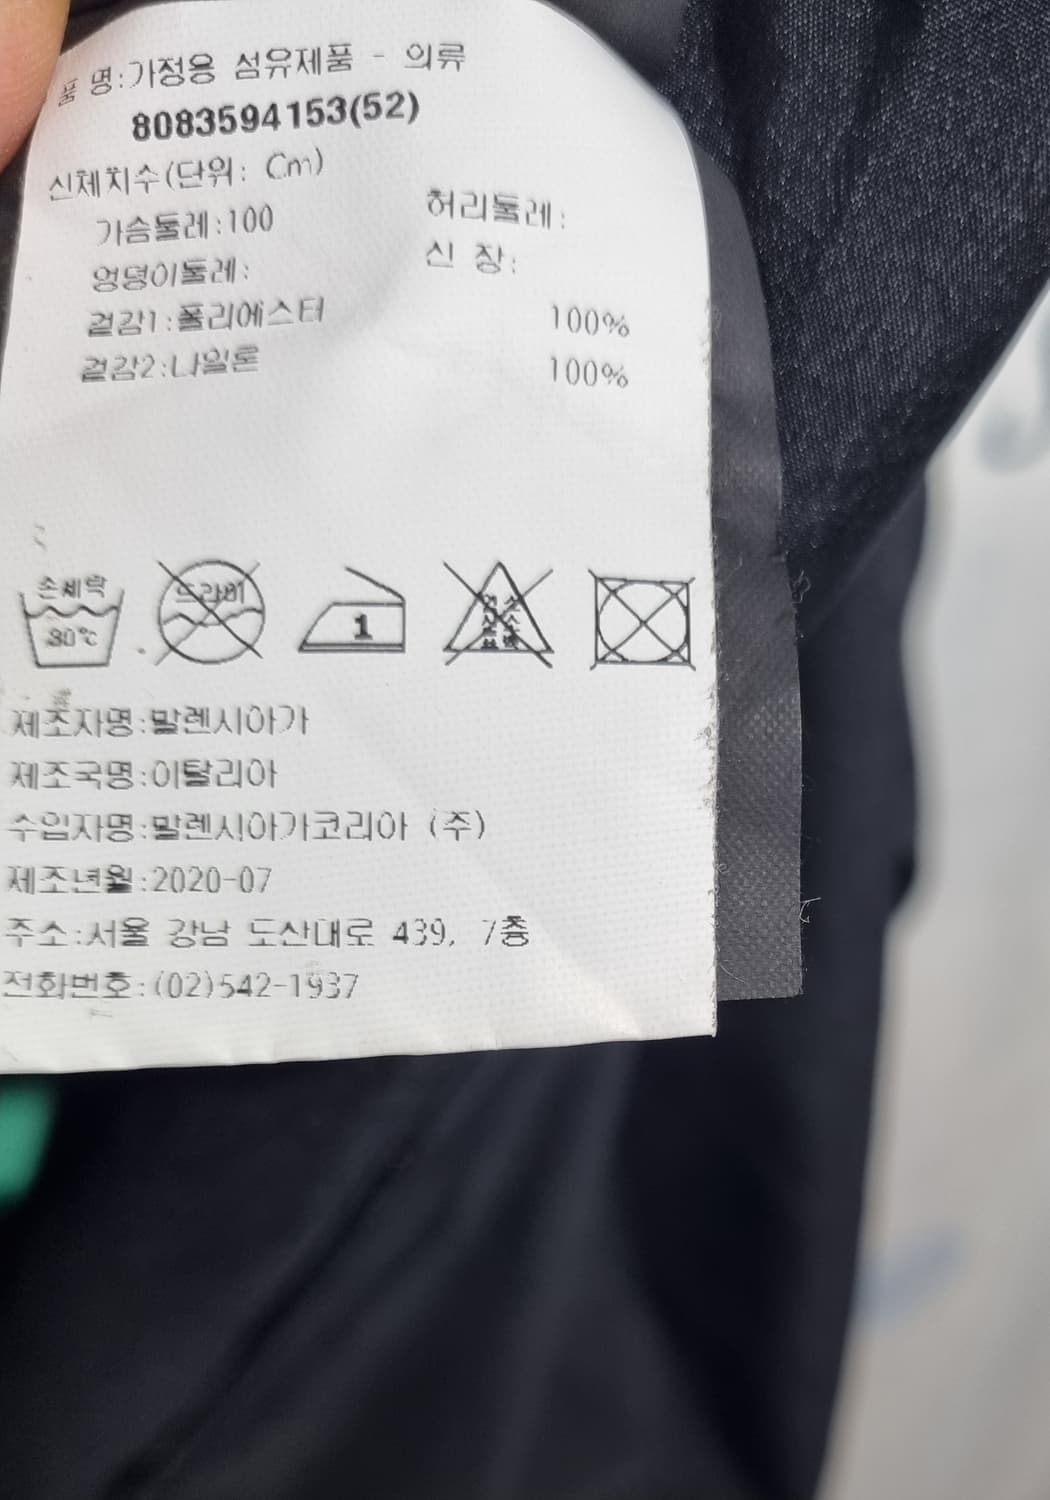 품 명:가정용 섬유제품 - 의류
8083594153(52)
신체치수(단위: Cm)
가슴둘레:100 허리둘레:
엉덩이둘레: 신 장:
겉감1:폴리에스터 100%
겉감2:나일론 100%
손세탁 드라이 1 염소산소표백
30℃
제조자명:발렌시아가
제조국명:이탈리아
수입자명:발렌시아가코리아 (주)
제조년월:2020-07
주소:서울 강남 도산대로 439, 7층
전화번호:(02)542-1937